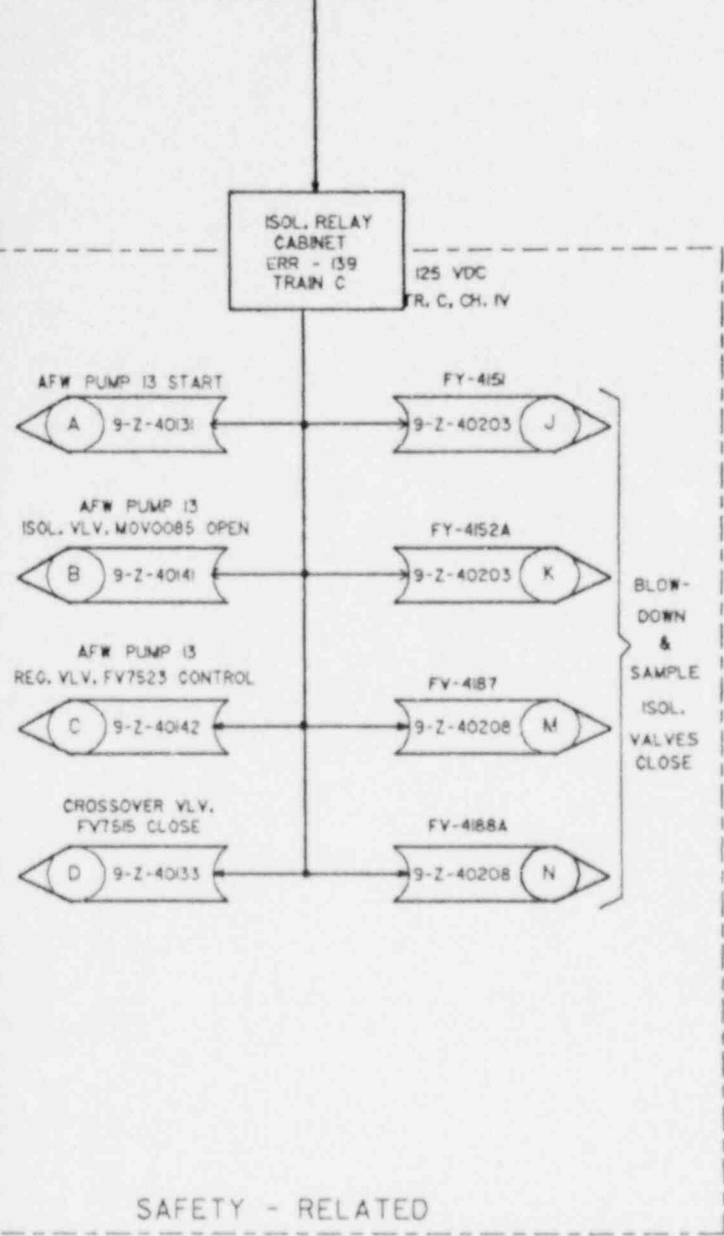 ISOL. RELAY
CABINET
ERR - 139
TRAIN C
125 VDC
TR. C, CH. IV
AFW PUMP 13 START
A 9-Z-40131
FY-4151
9-Z-40203 J
AFW PUMP 13
ISOL. VLV. MOV0085 OPEN
B 9-Z-40141
FY-4152A
9-Z-40203 K
AFW PUMP 13
REG. VLV. FV7523 CONTROL
C 9-Z-40142
FV-4187
9-Z-40208 M
CROSSOVER VLV.
FV7515 CLOSE
D 9-Z-40133
FV-4188A
9-Z-40208 N
BLOW-
DOWN
&
SAMPLE
ISOL.
VALVES
CLOSE
SAFETY - RELATED